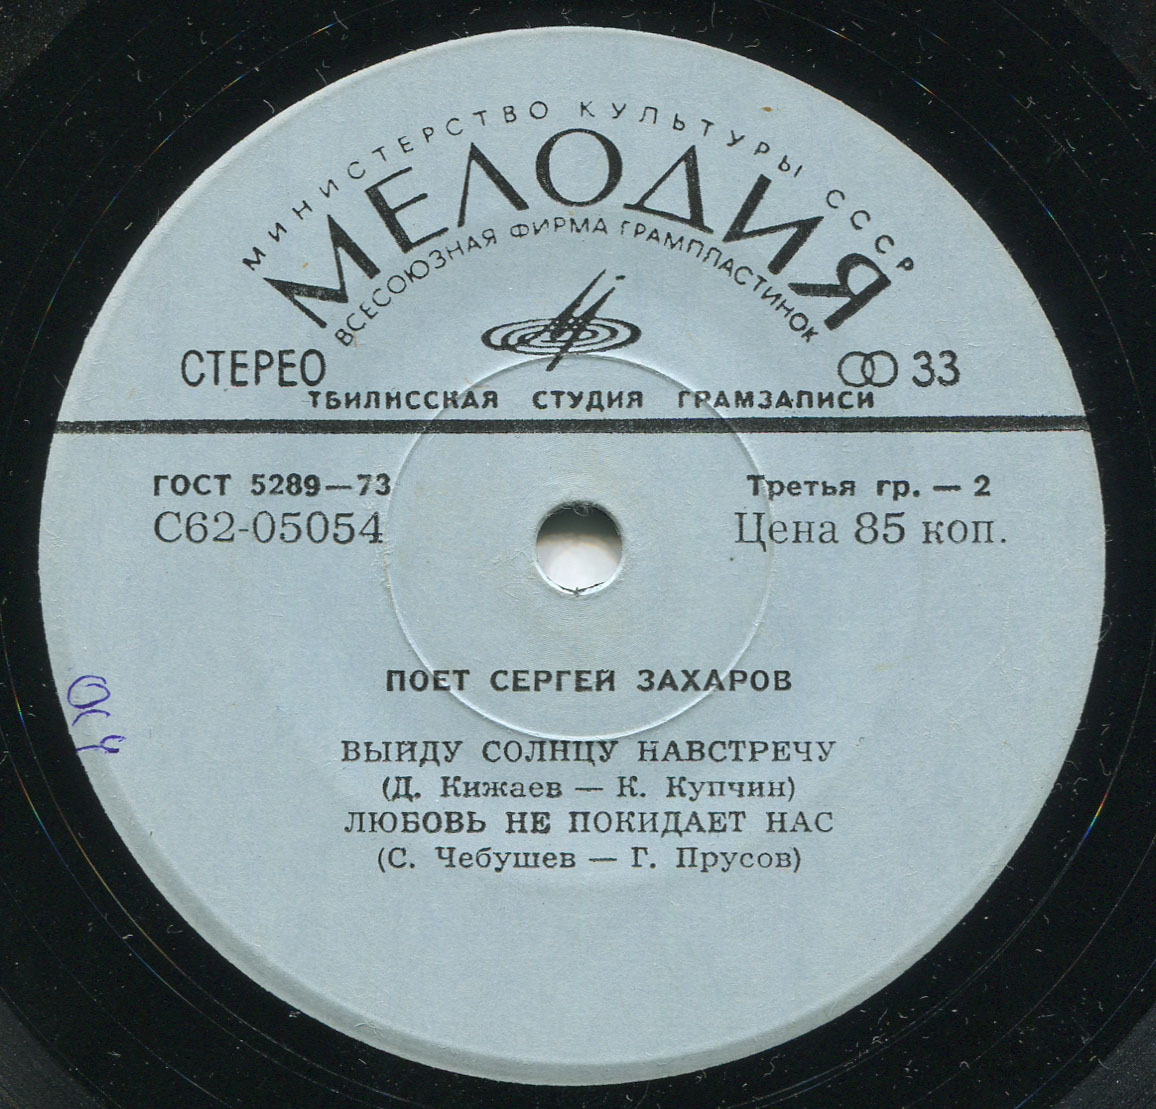 МИНИСТЕРСТВО КУЛЬТУРЫ СССР
МЕЛОДИЯ
ВСЕСОЮЗНАЯ ФИРМА ГРАМПЛАСТИНОК
СТЕРЕО
33
ТБИЛИССКАЯ СТУДИЯ ГРАМЗАПИСИ
ГОСТ 5289—73
Третья гр. — 2
С62-05054
Цена 85 коп.
ПОЕТ СЕРГЕЙ ЗАХАРОВ
ВЫЙДУ СОЛНЦУ НАВСТРЕЧУ
(Д. Кижаев — К. Купчин)
ЛЮБОВЬ НЕ ПОКИДАЕТ НАС
(С. Чебушев — Г. Прусов)